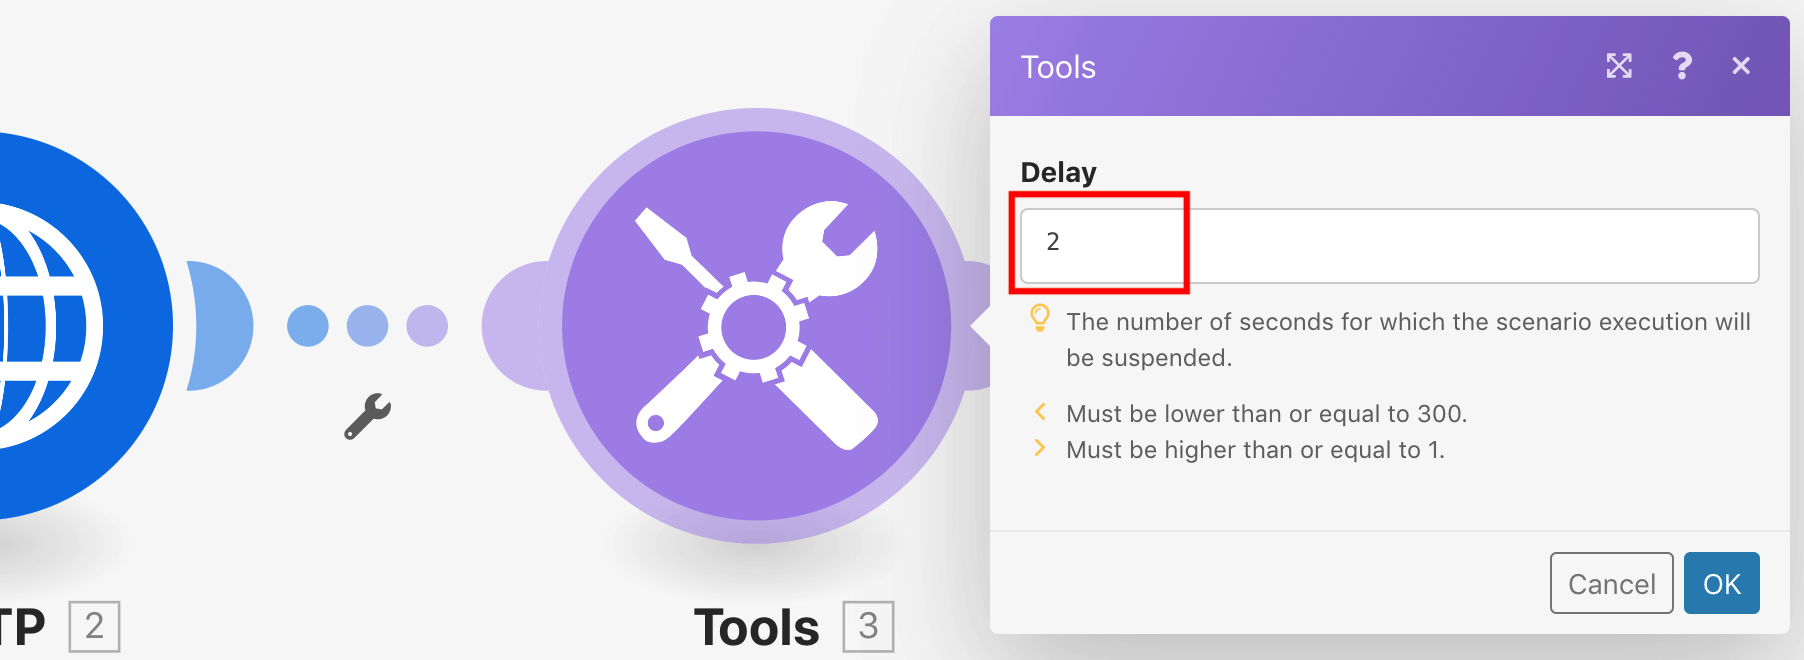 Tools
Delay
2
The number of seconds for which the scenario execution will
be suspended.
Must be lower than or equal to 300.
Must be higher than or equal to 1.
Cancel
OK
TP 2
Tools 3